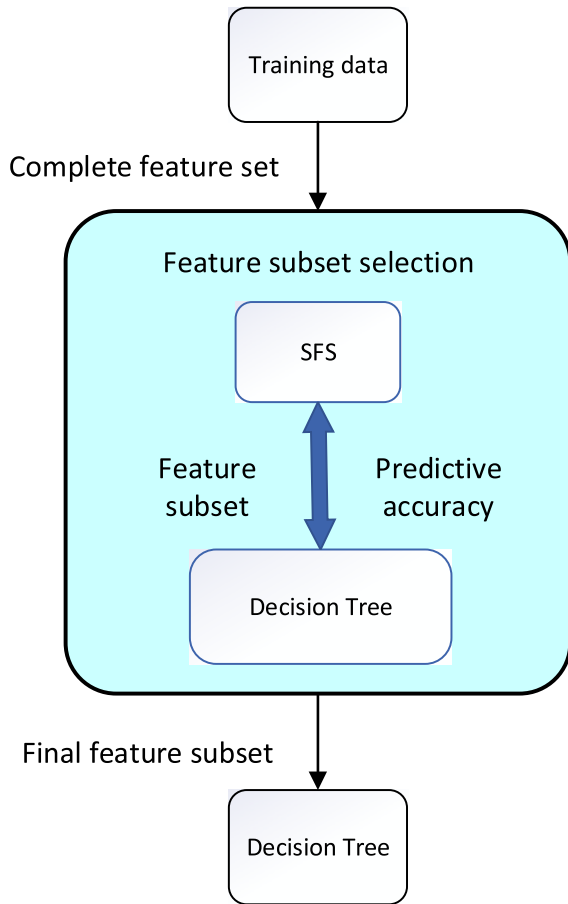 Training data
Complete feature set
Feature subset selection
SFS
Feature
subset
Predictive
accuracy
Decision Tree
Final feature subset
Decision Tree